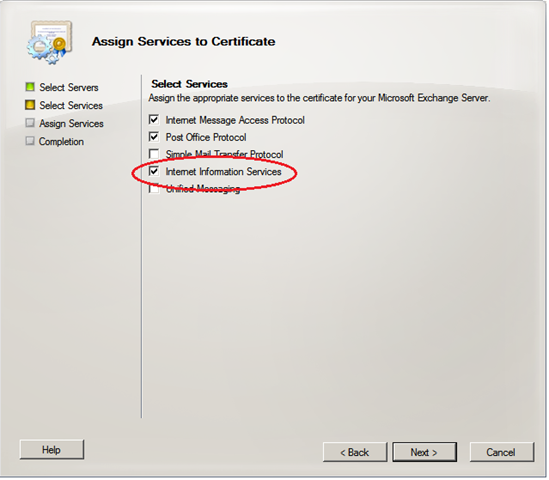 Assign Services to Certificate
Select Servers
Select Services
Assign Services
Completion
Select Services
Assign the appropriate services to the certificate for your Microsoft Exchange Server.
Internet Message Access Protocol
Post Office Protocol
Simple Mail Transfer Protocol
Internet Information Services
Unified Messaging
Help
< Back
Next >
Cancel